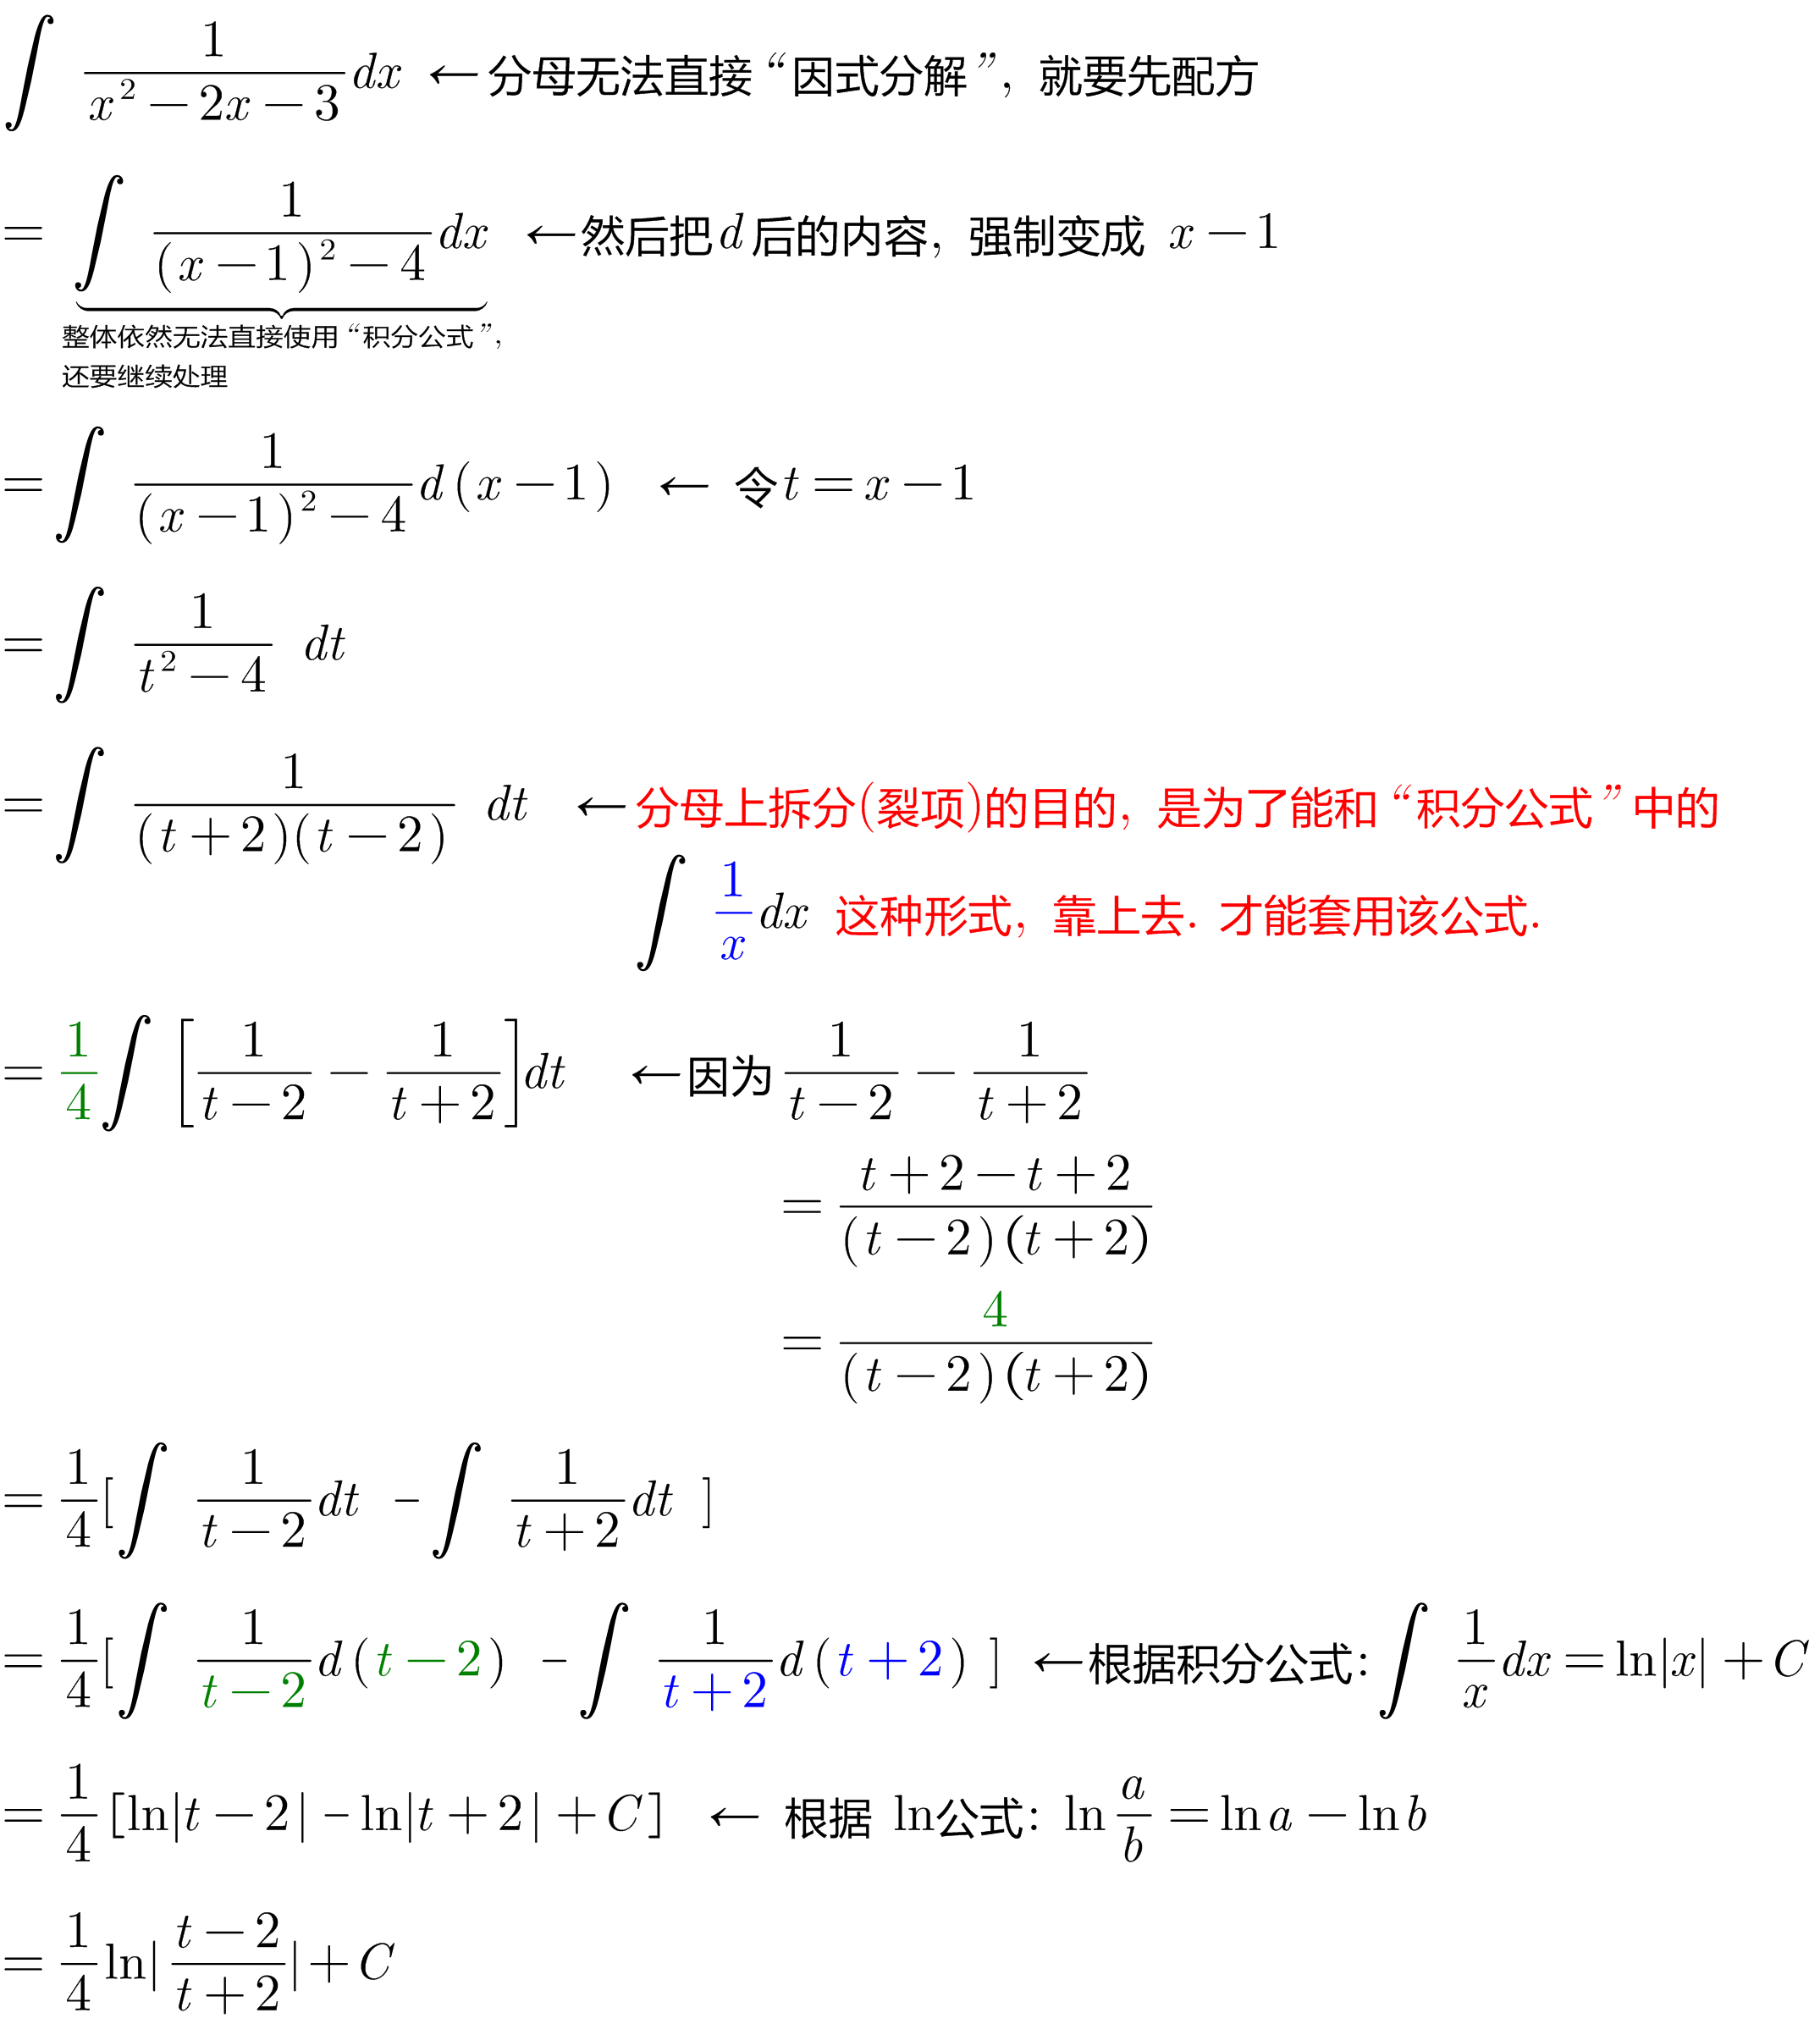 ∫ 1/(x² − 2x − 3) dx ← 分母无法直接“因式分解”, 就要先配方
= ∫ 1/((x − 1)² − 4) dx ← 然后把d后的内容, 强制变成 x − 1
整体依然无法直接使用“积分公式”,
还要继续处理
= ∫ 1/((x − 1)² − 4) d(x − 1) ← 令t = x − 1
= ∫ 1/(t² − 4) dt
= ∫ 1/((t + 2)(t − 2)) dt ← 分母上拆分(裂项)的目的, 是为了能和“积分公式”中的
∫ 1/x dx 这种形式, 靠上去. 才能套用该公式.
= 1/4 ∫ [1/(t − 2) − 1/(t + 2)] dt ← 因为 1/(t − 2) − 1/(t + 2)
= (t + 2 − t + 2)/((t − 2)(t + 2))
= 4/((t − 2)(t + 2))
= 1/4 [∫ 1/(t − 2) dt - ∫ 1/(t + 2) dt ]
= 1/4 [∫ 1/(t − 2) d(t − 2) - ∫ 1/(t + 2) d(t + 2) ] ← 根据积分公式: ∫ 1/x dx = ln|x| + C
= 1/4 [ln|t − 2| - ln|t + 2| + C] ← 根据 ln公式: ln a/b = ln a − ln b
= 1/4 ln| (t − 2)/(t + 2) | + C